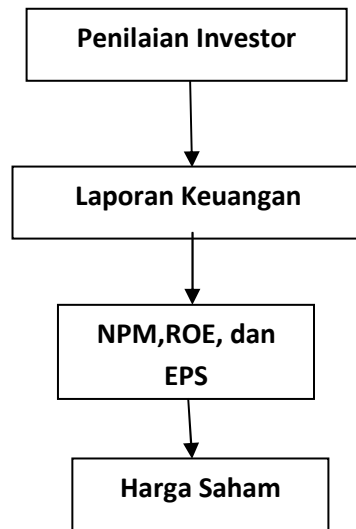 Penilaian Investor
Laporan Keuangan
NPM,ROE, dan
EPS
Harga Saham